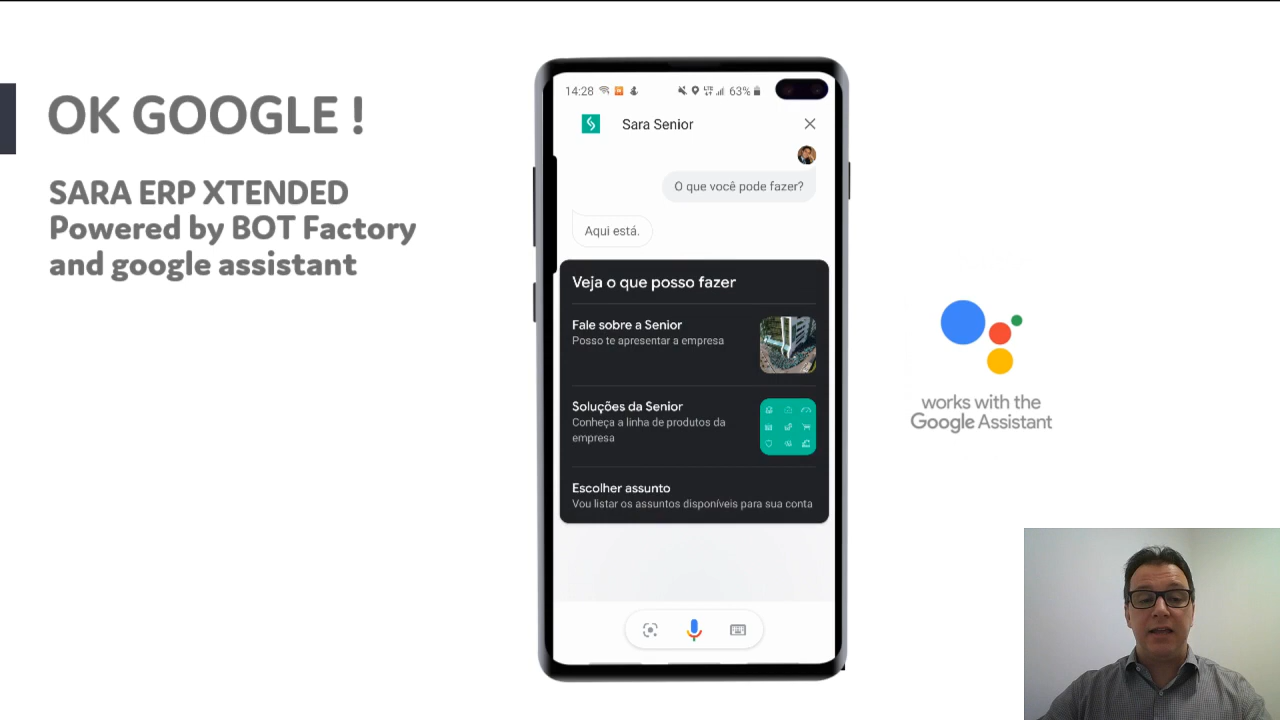 OK GOOGLE !
SARA ERP XTENDED
Powered by BOT Factory
and google assistant
14:28
LTE
63%
Sara Senior
O que você pode fazer?
Aqui está.
Veja o que posso fazer
Fale sobre a Senior
Posso te apresentar a empresa
Soluções da Senior
Conheça a linha de produtos da
empresa
Escolher assunto
Vou listar os assuntos disponíveis para sua conta
works with the
Google Assistant